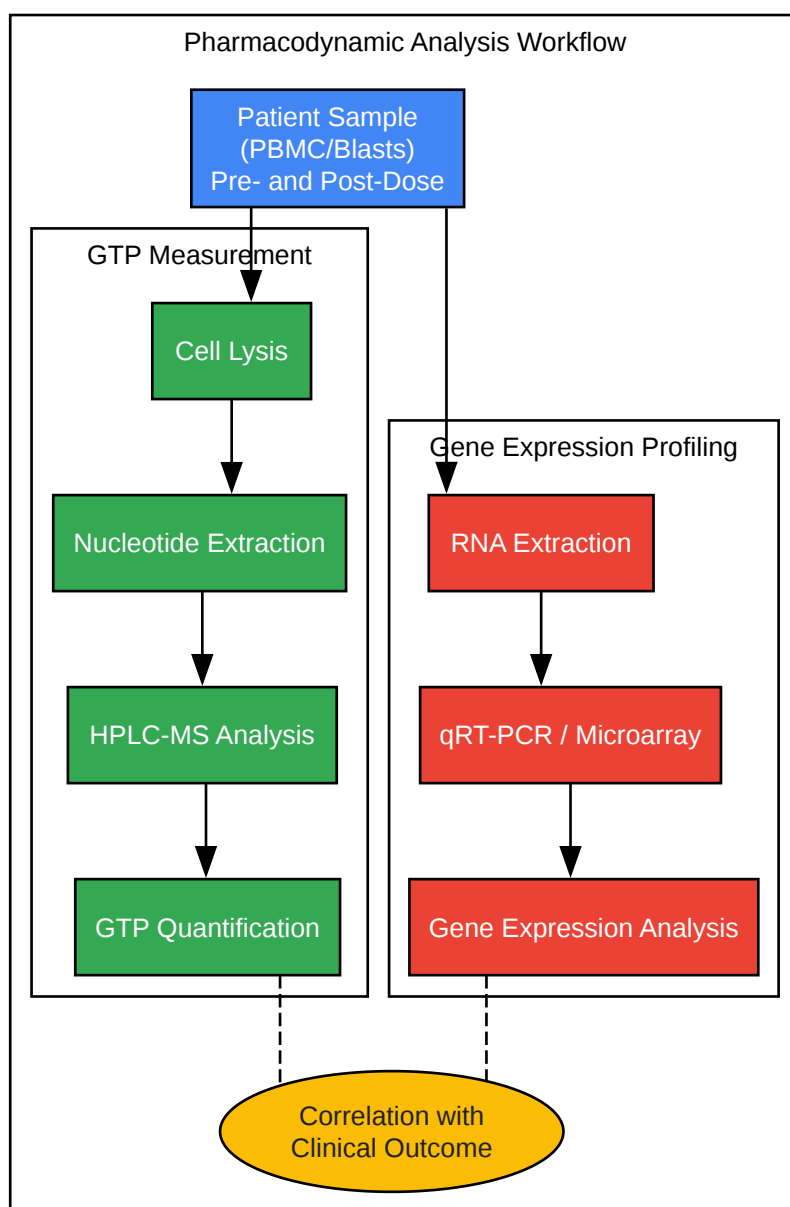 Pharmacodynamic Analysis Workflow
Patient Sample
(PBMC/Blasts)
Pre- and Post-Dose
GTP Measurement
Cell Lysis
Nucleotide Extraction
HPLC-MS Analysis
GTP Quantification
Gene Expression Profiling
RNA Extraction
qRT-PCR / Microarray
Gene Expression Analysis
Correlation with
Clinical Outcome